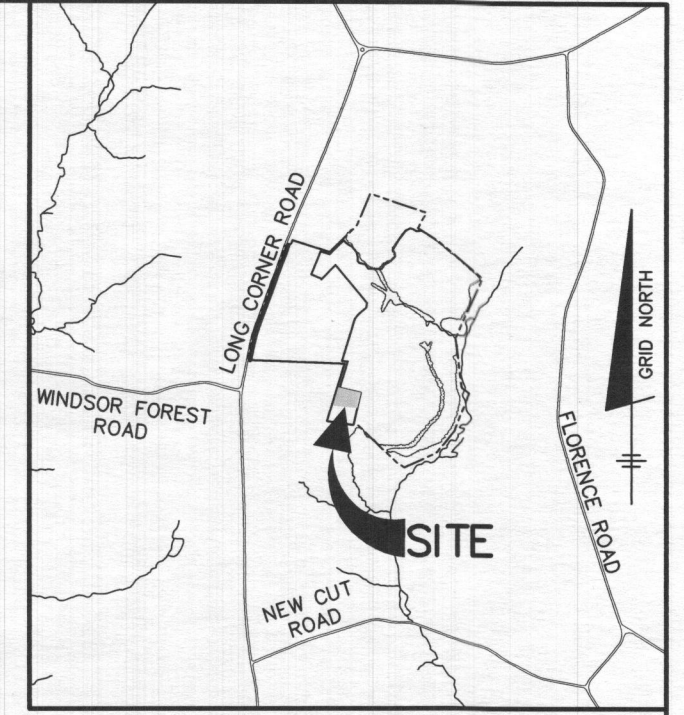 LONG CORNER ROAD
GRID NORTH
WINDSOR FOREST
ROAD
FLORENCE ROAD
SITE
NEW CUT
ROAD